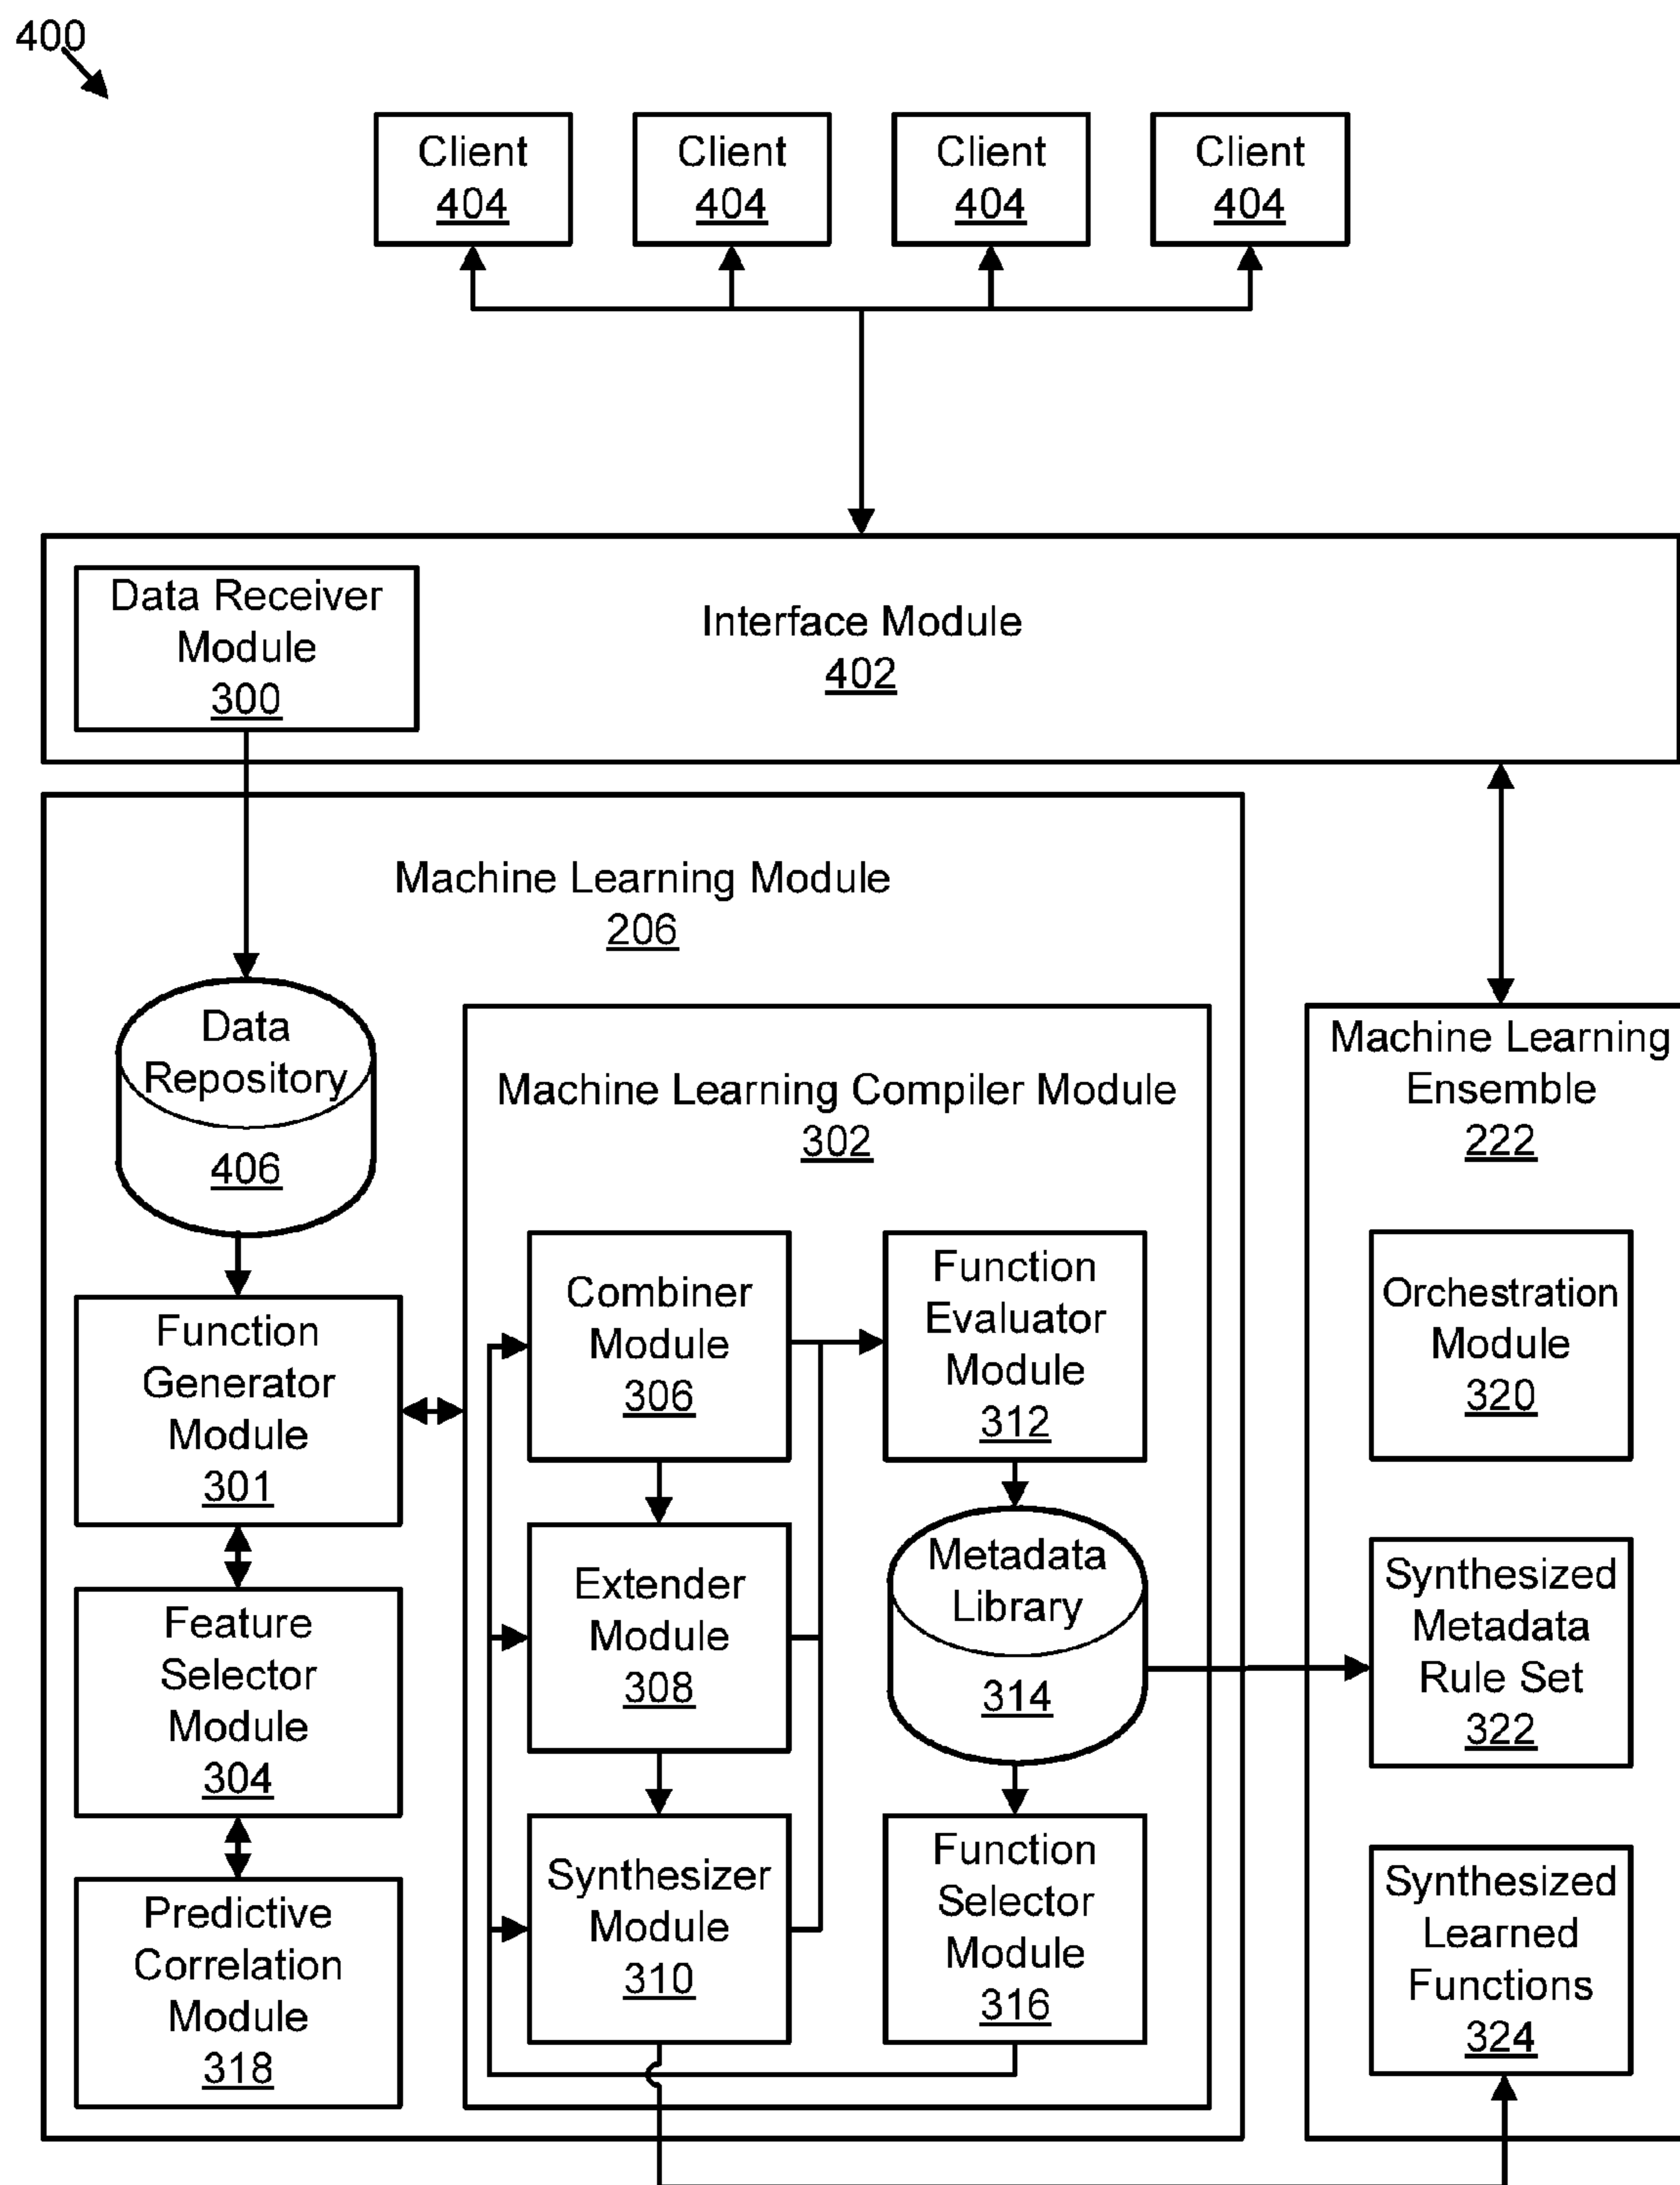 400
Client
404
Client
404
Client
404
Client
404
Data Receiver
Module
300
Interface Module
402
Machine Learning Module
206
Data
Repository
406
Function
Generator
Module
301
Feature
Selector
Module
304
Predictive
Correlation
Module
318
Machine Learning Compiler Module
302
Combiner
Module
306
Extender
Module
308
Synthesizer
Module
310
Function
Evaluator
Module
312
Metadata
Library
314
Function
Selector
Module
316
Machine Learning
Ensemble
222
Orchestration
Module
320
Synthesized
Metadata
Rule Set
322
Synthesized
Learned
Functions
324